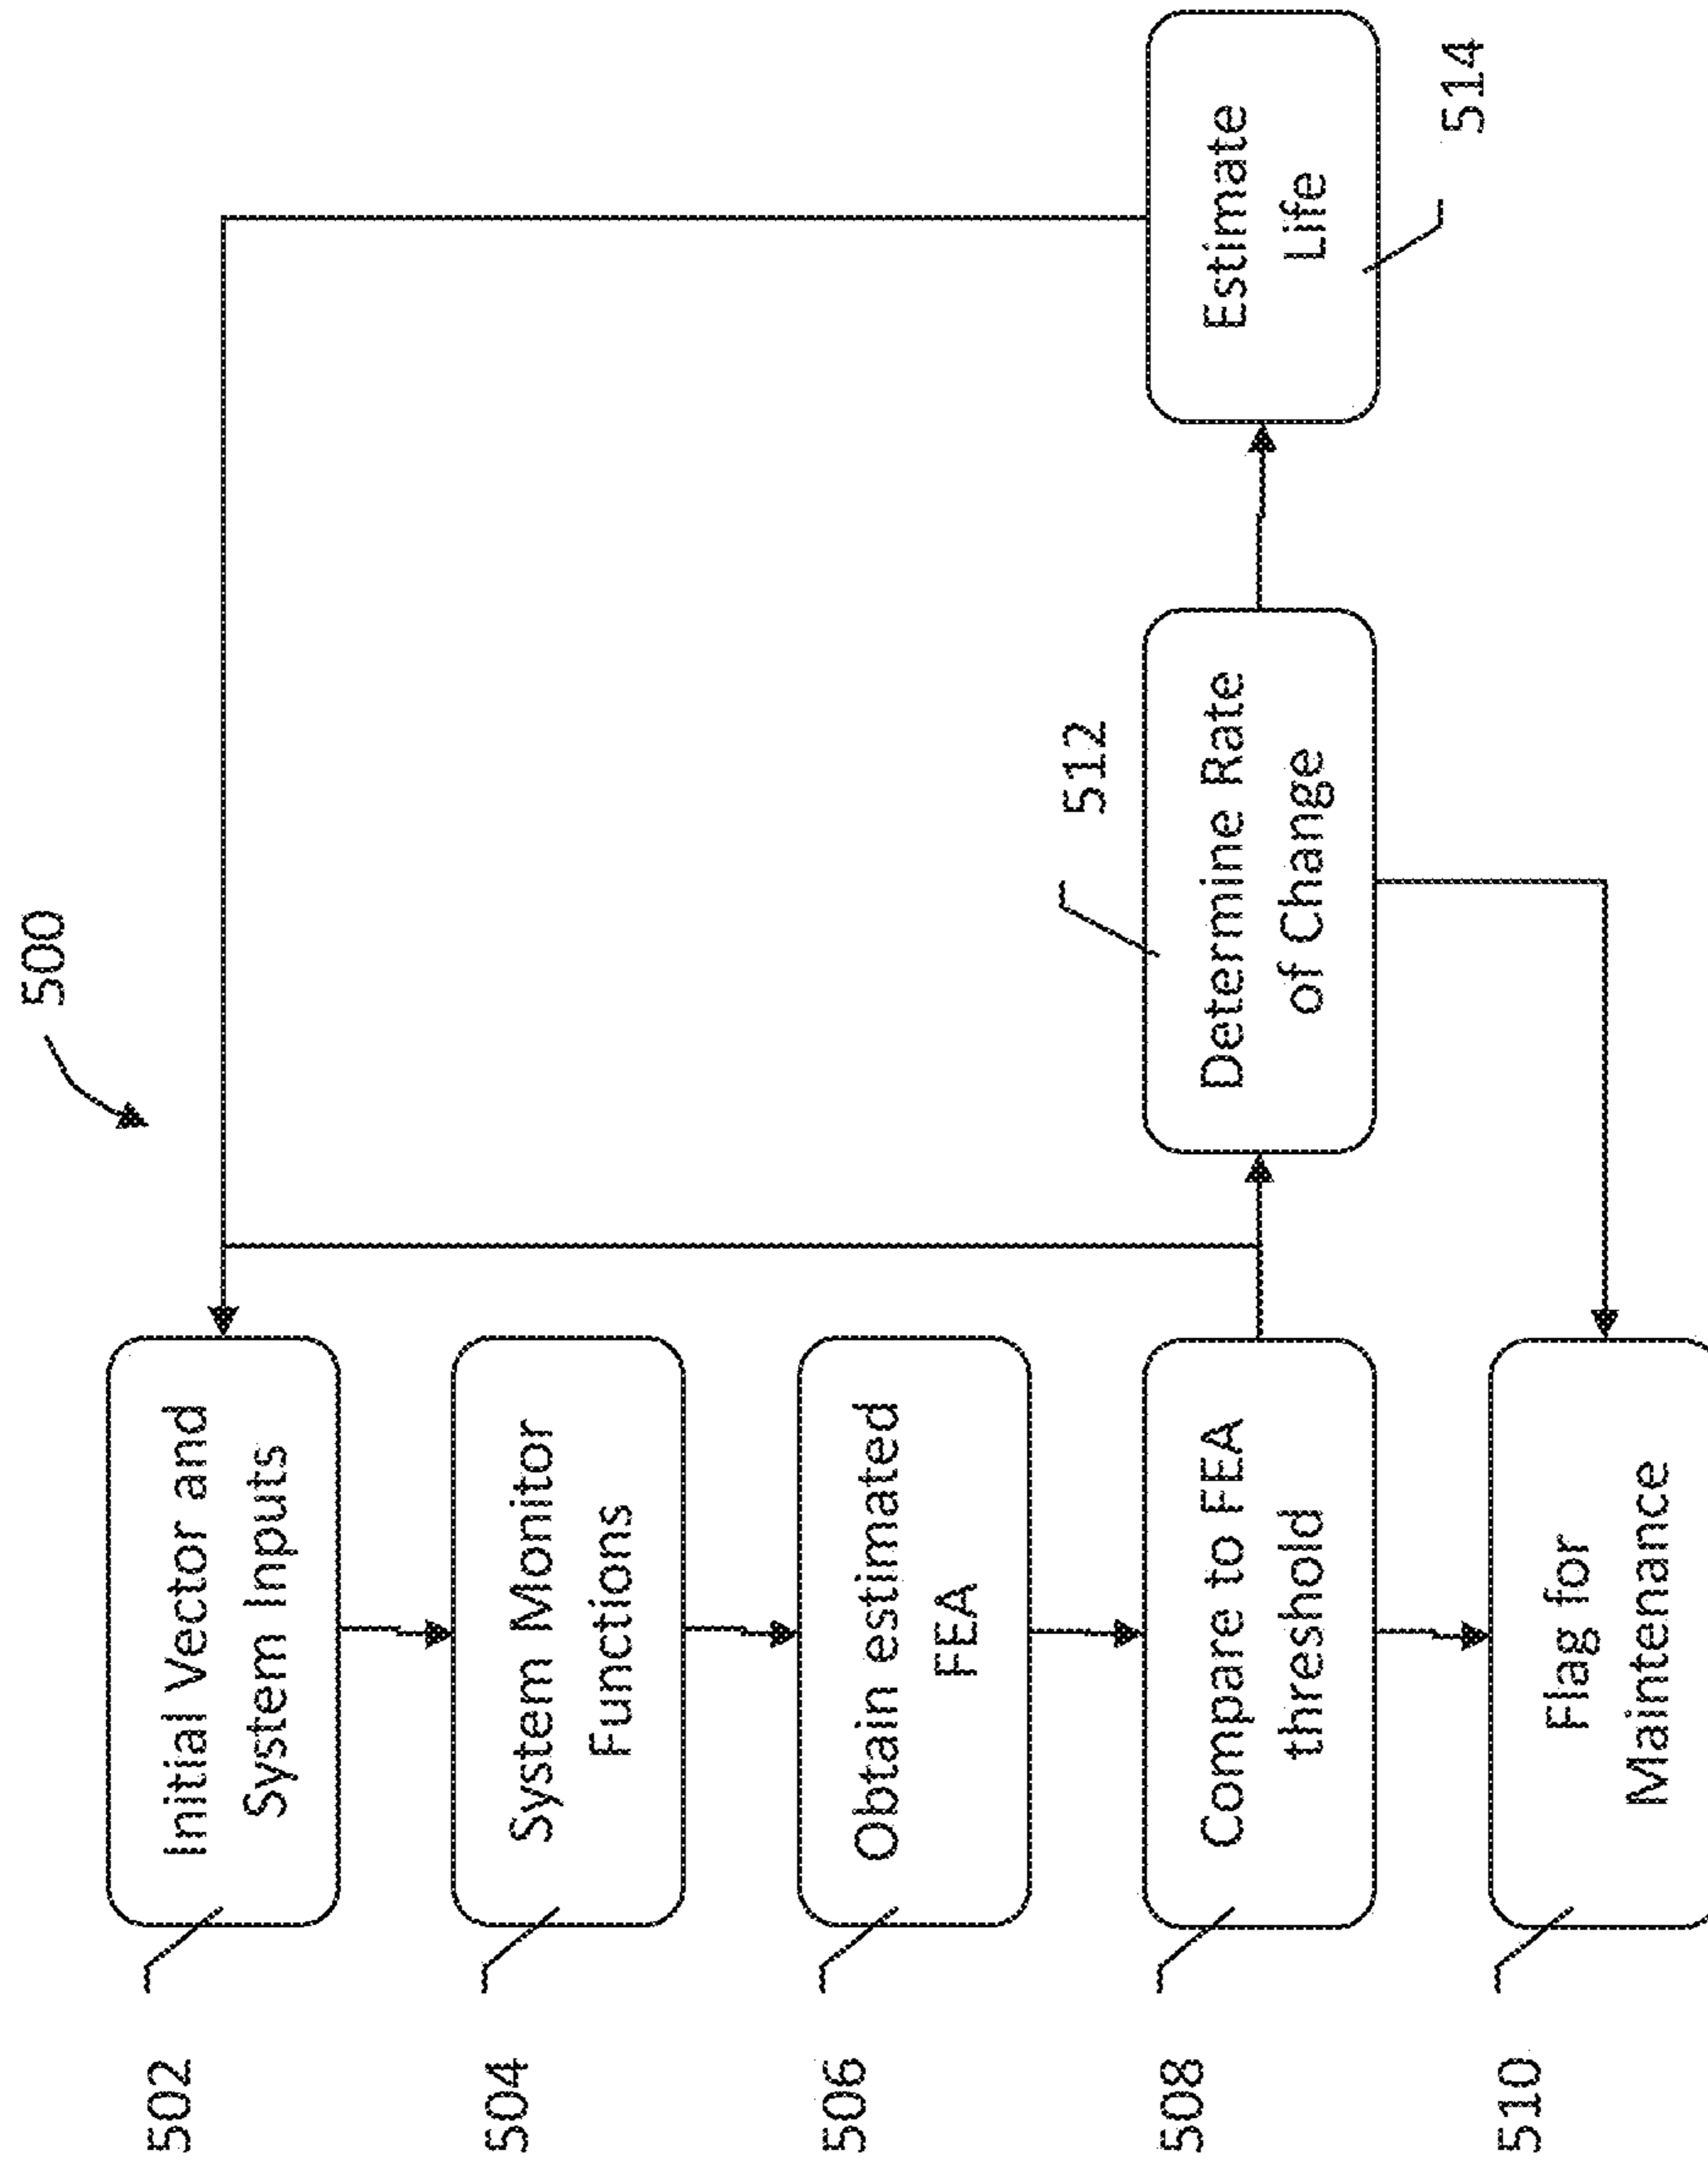 500
502
Initial Vector and
System Inputs
504
System Monitor
Functions
506
Obtain estimated
FEA
508
Compare to FEA
threshold
512
Determine Rate
of Change
514
Estimate
Life
510
Flag for
Maintenance